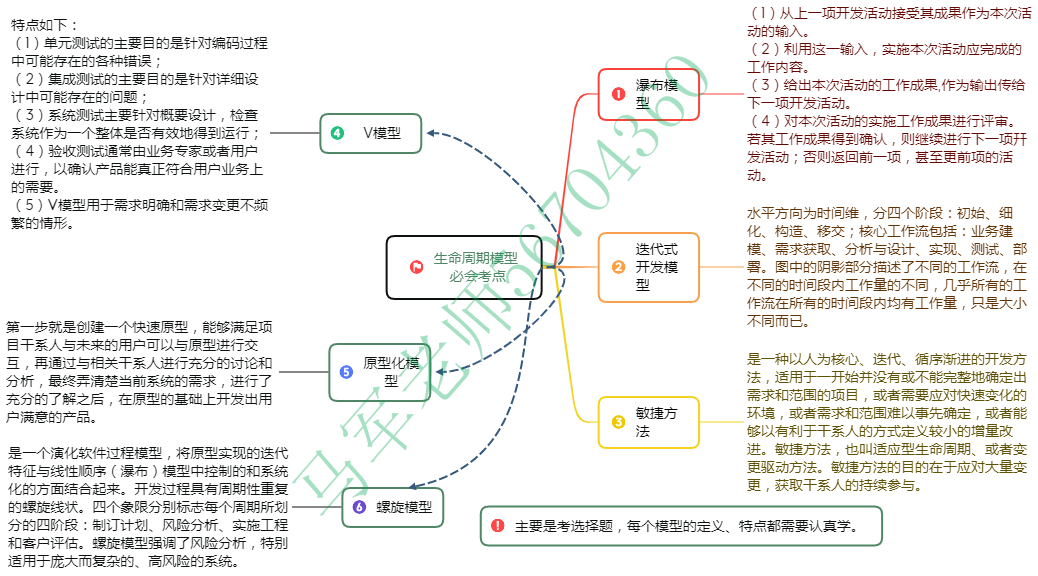 生命周期模型
必会考点
1
瀑布模
型
（1）从上一项开发活动接受其成果作为本次活
动的输入。
（2）利用这一输入，实施本次活动应完成的
工作内容。
（3）给出本次活动的工作成果,作为输出传给
下一项开发活动。
（4）对本次活动的实施工作成果进行评审。
若其工作成果得到确认，则继续进行下一项开
发活动；否则返回前一项，甚至更前项的活
动。
2
迭代式
开发模
型
水平方向为时间维，分四个阶段：初始、细
化、构造、移交；核心工作流包括：业务建
模、需求获取、分析与设计、实现、测试、部
署。图中的阴影部分描述了不同的工作流，在
不同的时间段内工作量的不同，几乎所有的工
作流在所有的时间段内均有工作量，只是大小
不同而已。
3
敏捷方
法
是一种以人为核心、迭代、循序渐进的开发方
法，适用于一开始并没有或不能完整地确定出
需求和范围的项目，或者需要应对快速变化的
环境，或者需求和范围难以事先确定，或者能
够以有利于干系人的方式定义较小的增量改
进。敏捷方法，也叫适应型生命周期、或者变
更驱动方法。敏捷方法的目的在于应对大量变
更，获取干系人的持续参与。
4
V模型
特点如下：
（1）单元测试的主要目的是针对编码过程
中可能存在的各种错误；
（2）集成测试的主要目的是针对详细设
计中可能存在的问题；
（3）系统测试主要针对概要设计，检查
系统作为一个整体是否有效地得到运行；
（4）验收测试通常由业务专家或者用户
进行，以确认产品能真正符合用户业务上
的需要。
（5）V模型用于需求明确和需求变更不频
繁的情形。
5
原型化模
型
第一步就是创建一个快速原型，能够满足项
目干系人与未来的用户可以与原型进行交
互，再通过与相关干系人进行充分的讨论和
分析，最终弄清楚当前系统的需求，进行了
充分的了解之后，在原型的基础上开发出用
户满意的产品。
6
螺旋模型
是一个演化软件过程模型，将原型实现的迭代
特征与线性顺序（瀑布）模型中控制的和系统
化的方面结合起来。开发过程具有周期性重复
的螺旋线状。四个象限分别标志每个周期所划
分的四阶段：制订计划、风险分析、实施工程
和客户评估。螺旋模型强调了风险分析，特别
适用于庞大而复杂的、高风险的系统。
! 主要是考选择题，每个模型的定义、特点都需要认真学。
马军老师56704360